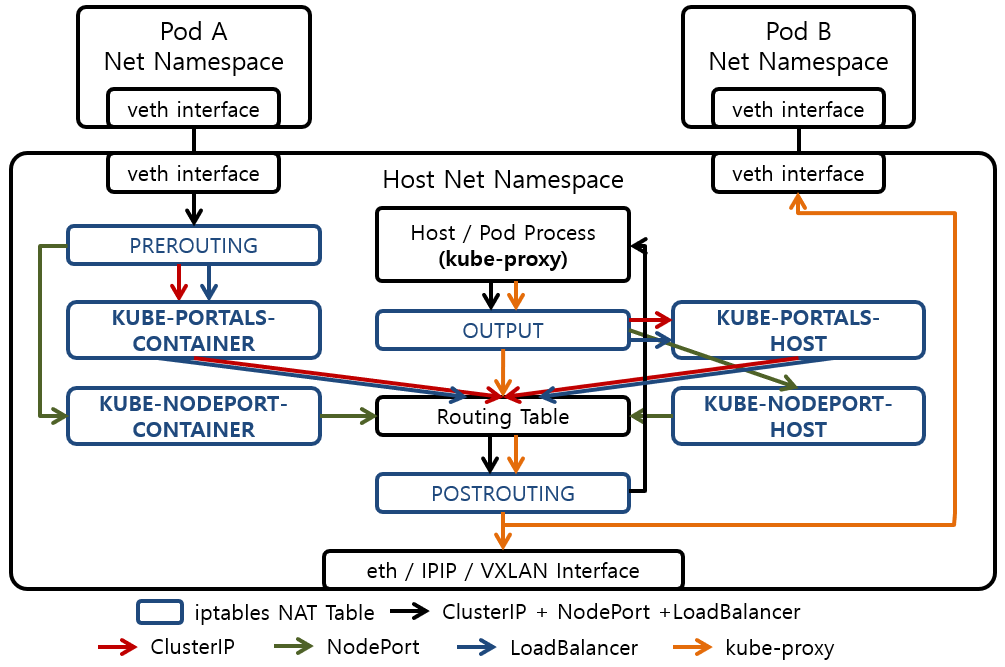 Pod A
Net Namespace
veth interface
Pod B
Net Namespace
veth interface
veth interface
Host Net Namespace
veth interface
PREROUTING
Host / Pod Process
(kube-proxy)
KUBE-PORTALS-
CONTAINER
OUTPUT
KUBE-PORTALS-
HOST
KUBE-NODEPORT-
CONTAINER
Routing Table
KUBE-NODEPORT-
HOST
POSTROUTING
eth / IPIP / VXLAN Interface
iptables NAT Table
ClusterIP + NodePort +LoadBalancer
ClusterIP
NodePort
LoadBalancer
kube-proxy